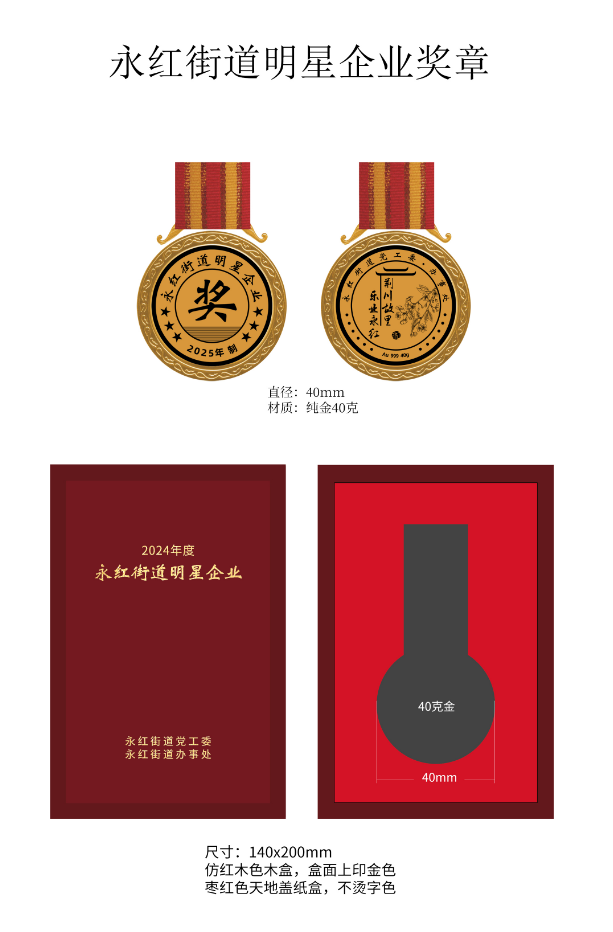 永红街道明星企业奖章
永红街道明星企业
奖
2025年 制
永红街道党工委·办事处
荆川故里
乐业永红
Au 999 40g
直径：40mm
材质：纯金40克
2024年度
永红街道明星企业
永红街道党工委
永红街道办事处
40克金
40mm
尺寸：140x200mm
仿红木色木盒，盒面上印金色
枣红色天地盖纸盒，不烫字色